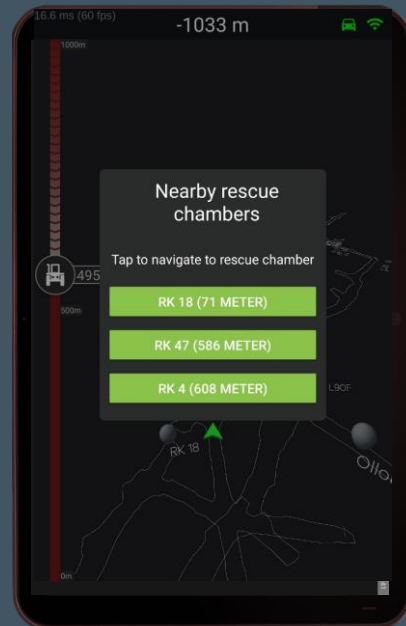 16.6 ms (60 fps)
-1033 m
1000m
Nearby rescue
chambers
Tap to navigate to rescue chamber
495
RK 18 (71 METER)
500m
RK 47 (586 METER)
RK 4 (608 METER)
L90F
RK 18
0m